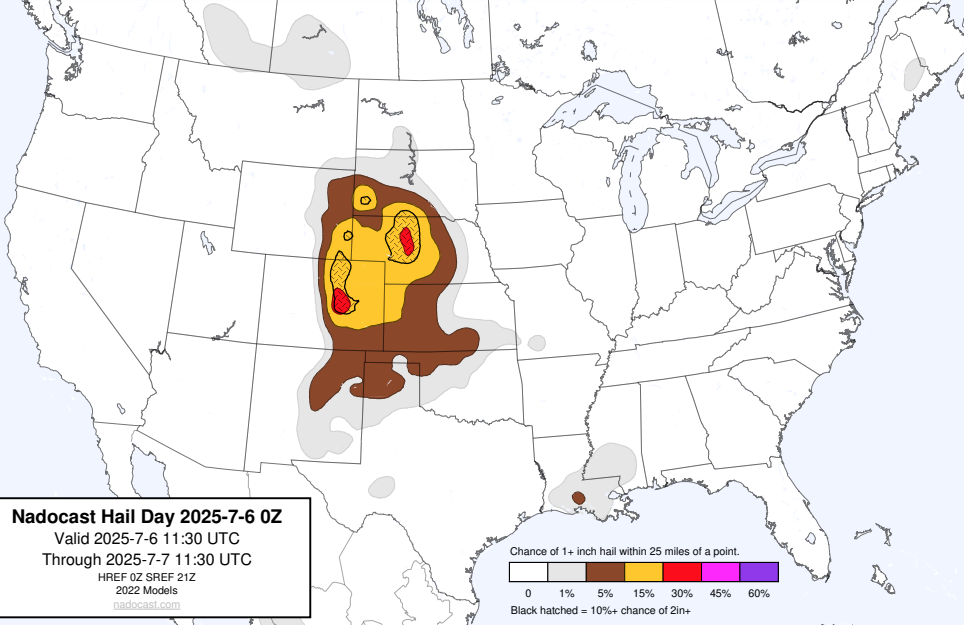 Nadocast Hail Day 2025-7-6 0Z
Valid 2025-7-6 11:30 UTC
Through 2025-7-7 11:30 UTC
HREF 0Z SREF 21Z
2022 Models
nadocast.com
Chance of 1+ inch hail within 25 miles of a point.
0 1% 5% 15% 30% 45% 60%
Black hatched = 10%+ chance of 2in+